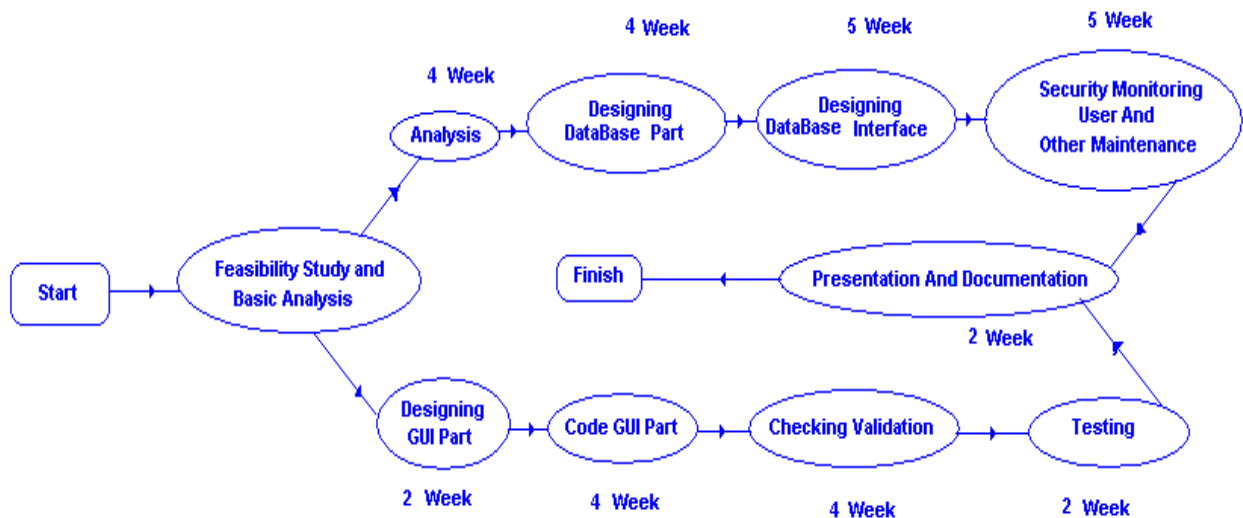 4 Week
5 Week
5 Week
4 Week
Analysis
Designing
DataBase Part
Designing
DataBase Interface
Security Monitoring
User And
Other Maintenance
Start
Feasibility Study and
Basic Analysis
Finish
Presentation And Documentation
2 Week
Designing
GUI Part
Code GUI Part
Checking Validation
Testing
2 Week
4 Week
4 Week
2 Week